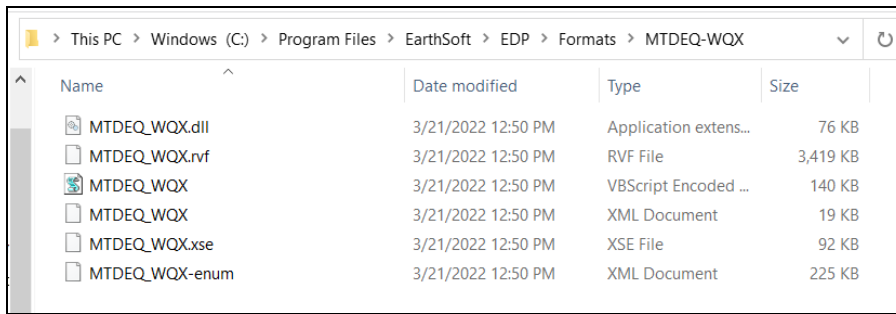 This PC > Windows (C:) > Program Files > EarthSoft > EDP > Formats > MTDEQ-WQX
Name Date modified Type Size
MTDEQ_WQX.dll 3/21/2022 12:50 PM Application extens... 76 KB
MTDEQ_WQX.rvf 3/21/2022 12:50 PM RVF File 3,419 KB
MTDEQ_WQX 3/21/2022 12:50 PM VBScript Encoded ... 140 KB
MTDEQ_WQX 3/21/2022 12:50 PM XML Document 19 KB
MTDEQ_WQX.xse 3/21/2022 12:50 PM XSE File 92 KB
MTDEQ_WQX-enum 3/21/2022 12:50 PM XML Document 225 KB